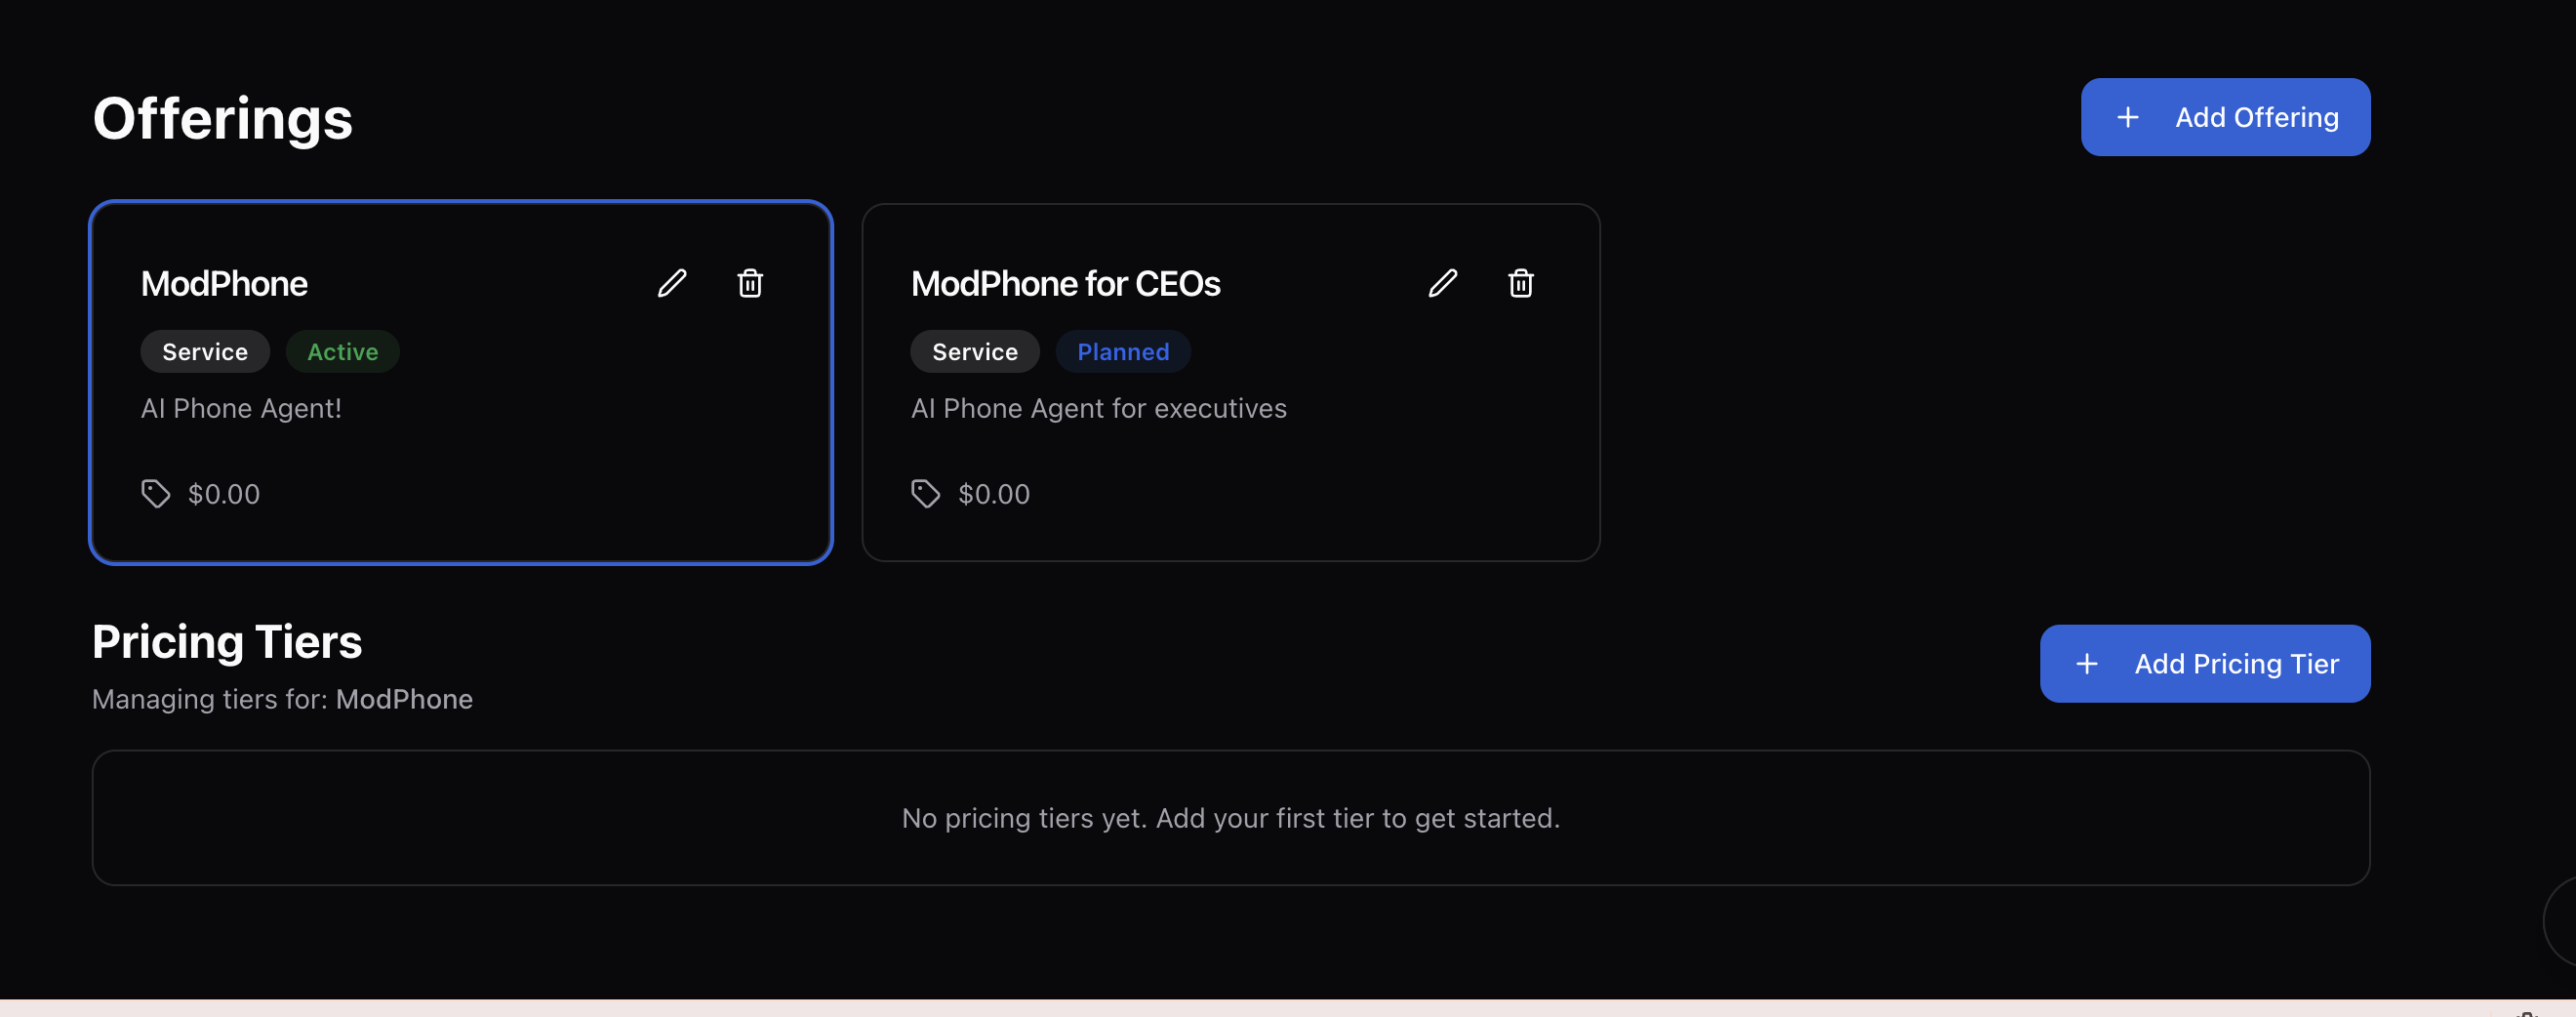 Offerings
Add Offering
ModPhone
Service Active
AI Phone Agent!
$0.00
ModPhone for CEOs
Service Planned
AI Phone Agent for executives
$0.00
Pricing Tiers
Managing tiers for: ModPhone
Add Pricing Tier
No pricing tiers yet. Add your first tier to get started.